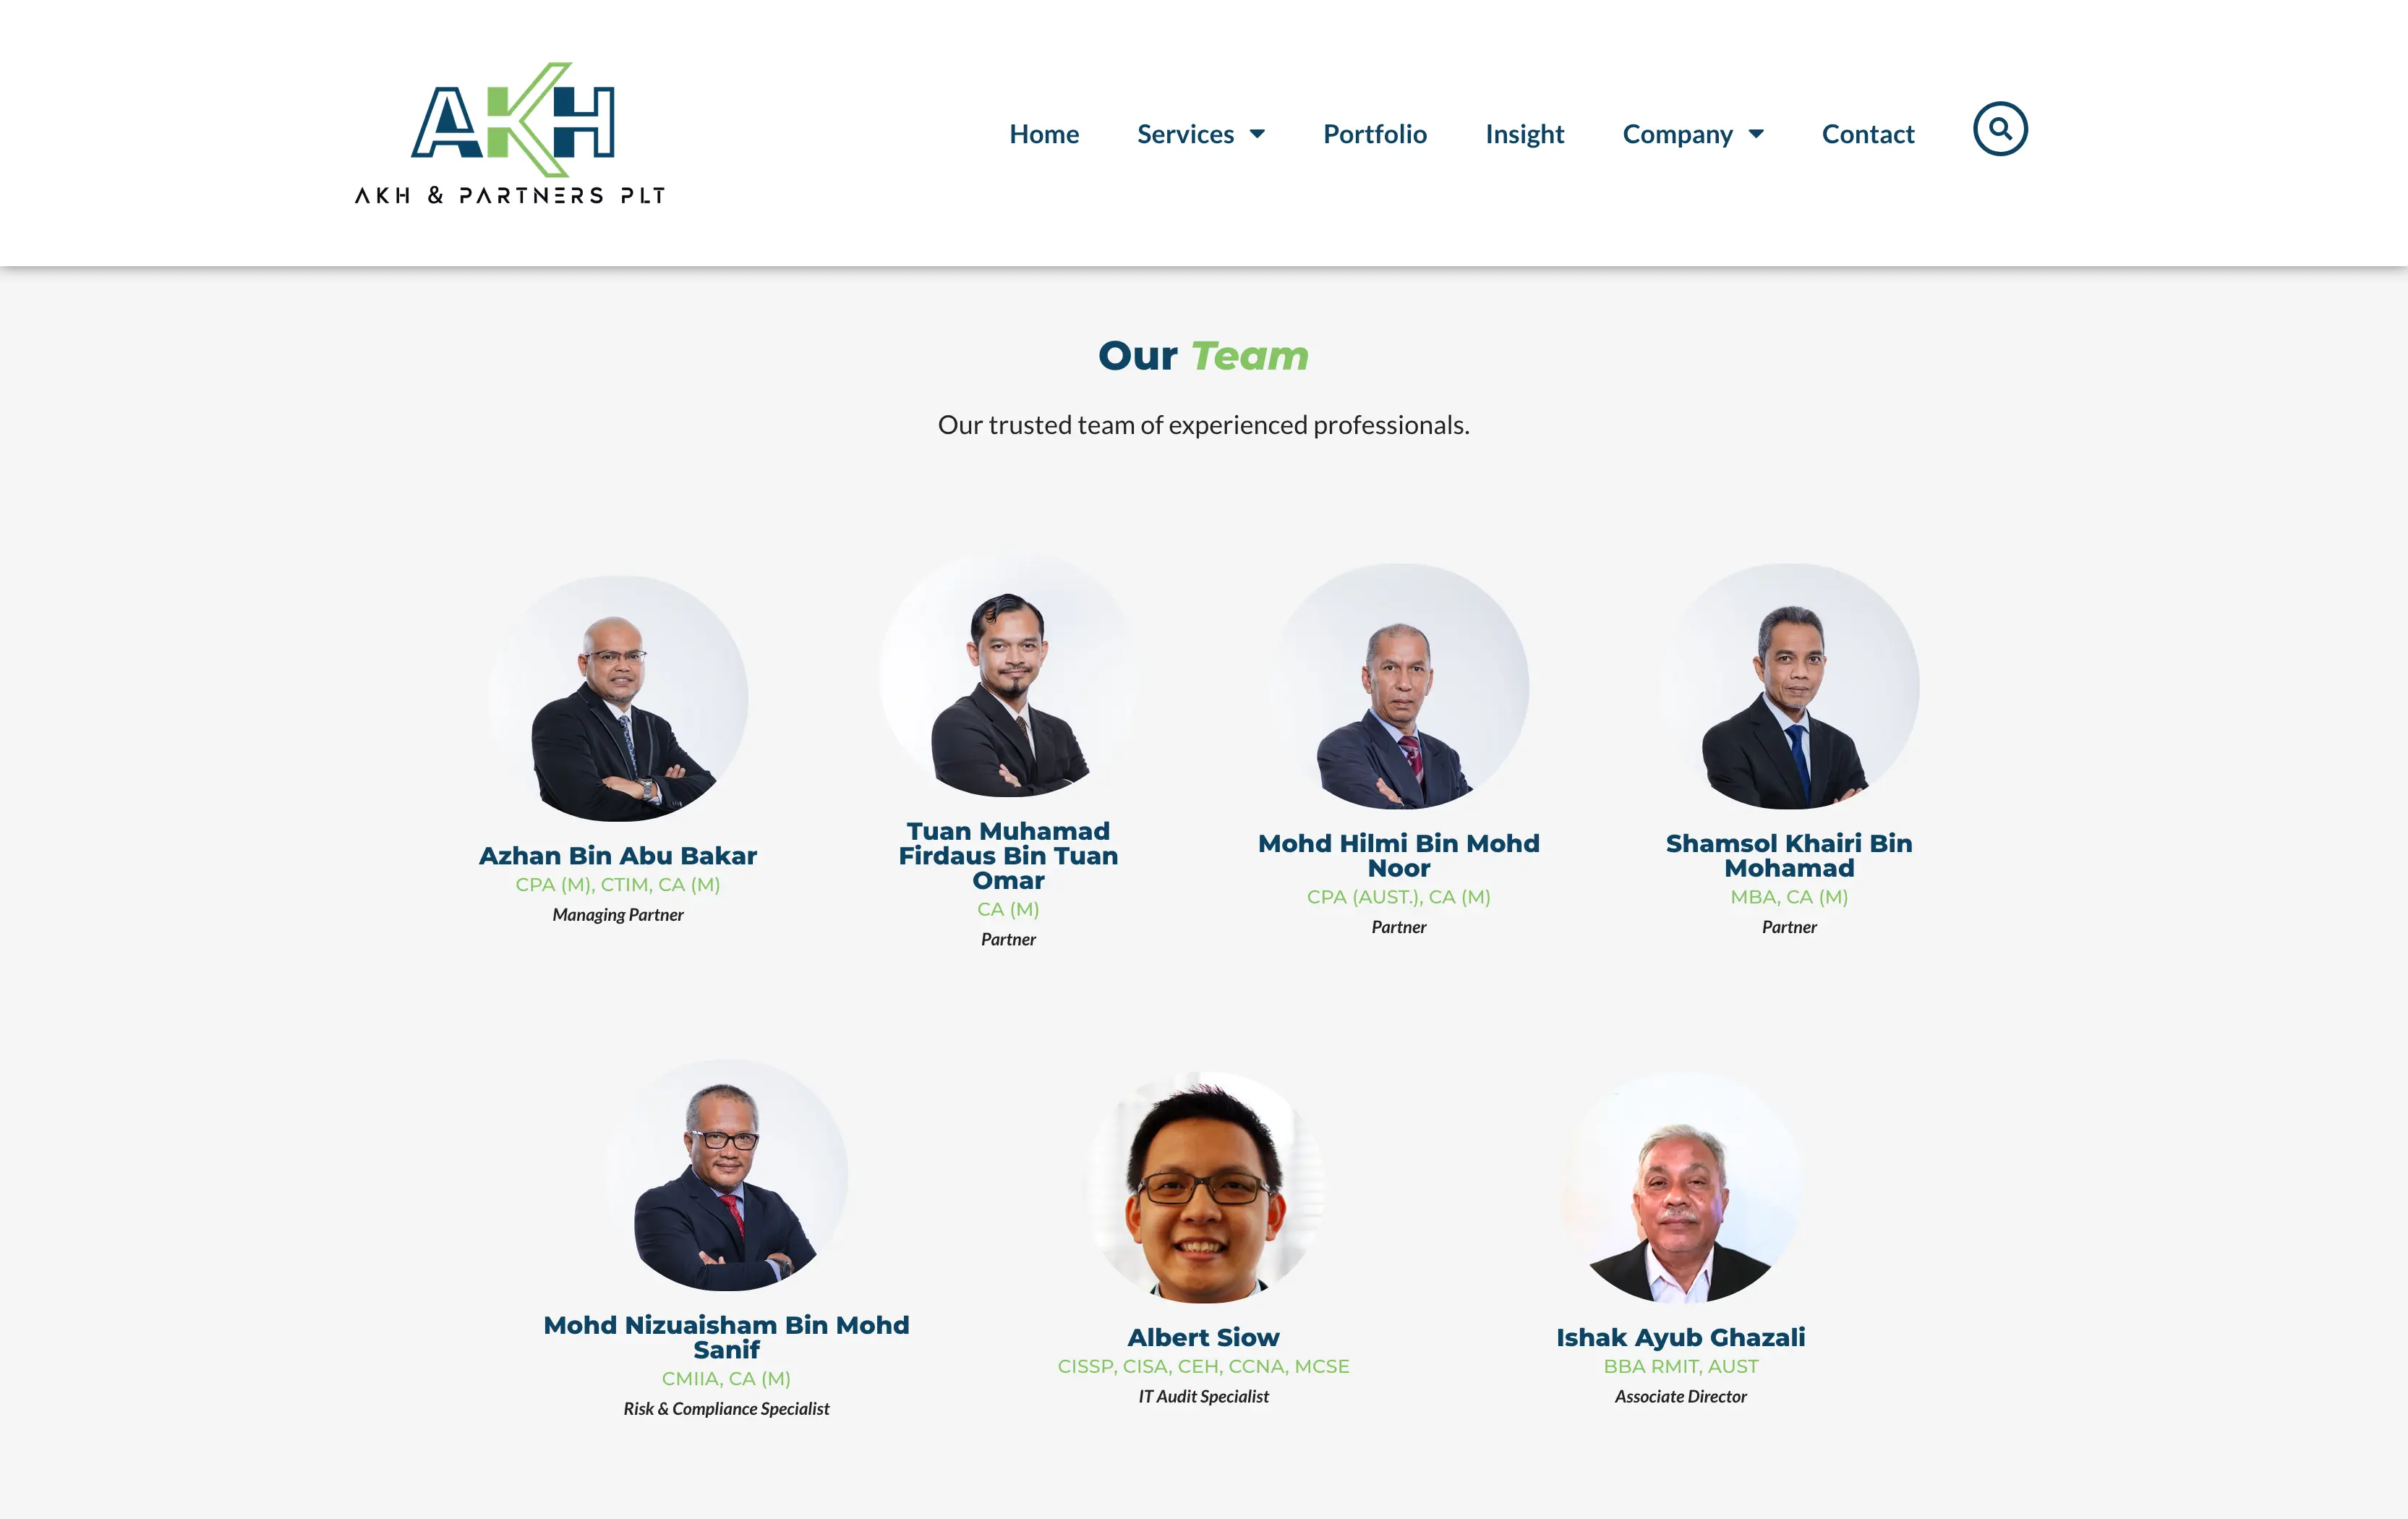 AKH
AKH & PARTNERS PLT
Home Services Portfolio Insight Company Contact
Our Team
Our trusted team of experienced professionals.
Azhan Bin Abu Bakar
CPA (M), CTIM, CA (M)
Managing Partner
Tuan Muhamad
Firdaus Bin Tuan
Omar
CA (M)
Partner
Mohd Hilmi Bin Mohd
Noor
CPA (AUST.), CA (M)
Partner
Shamsol Khairi Bin
Mohamad
MBA, CA (M)
Partner
Mohd Nizuaisham Bin Mohd
Sanif
CMIIA, CA (M)
Risk & Compliance Specialist
Albert Siow
CISSP, CISA, CEH, CCNA, MCSE
IT Audit Specialist
Ishak Ayub Ghazali
BBA RMIT, AUST
Associate Director